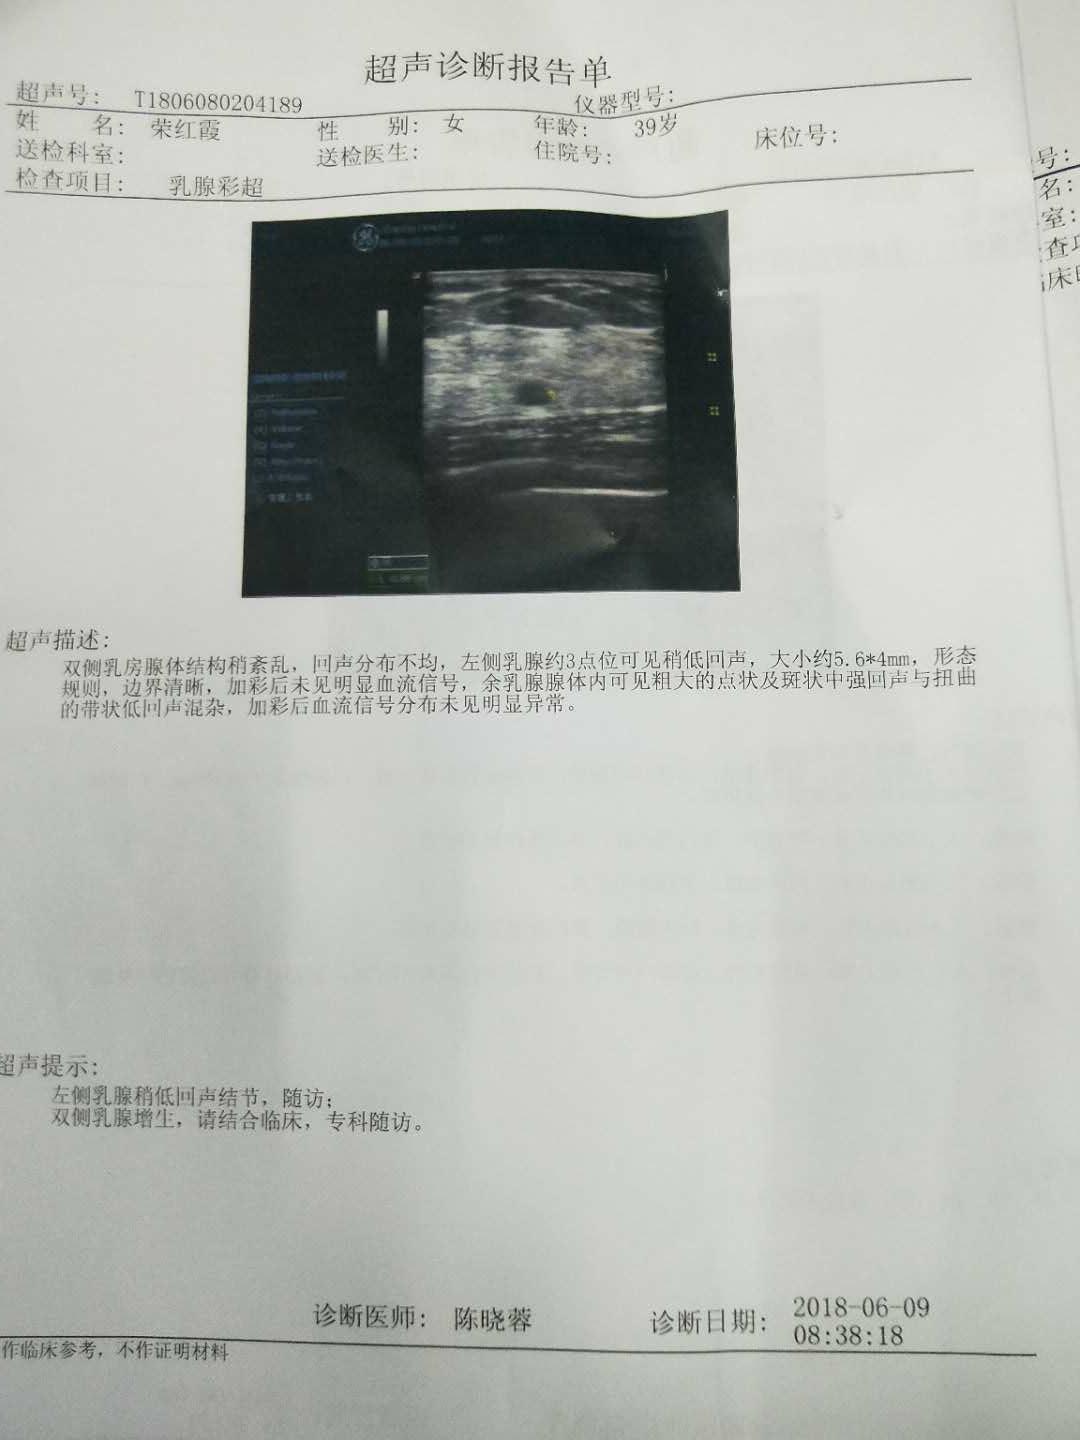 超声诊断报告单
超声号： T1806080204189 仪器型号：
姓 名： 荣红霞 性 别： 女 年龄： 39岁 床位号：
送检科室： 送检医生： 住院号：
检查项目： 乳腺彩超
超声描述：
双侧乳房腺体结构稍紊乱，回声分布不均，左侧乳腺约3点位可见稍低回声，大小约5.6*4mm，形态
规则，边界清晰，加彩后未见明显血流信号，余乳腺腺体内可见粗大的点状及斑状中强回声与扭曲
的带状低回声混杂，加彩后血流信号分布未见明显异常。
超声提示：
左侧乳腺稍低回声结节，随访；
双侧乳腺增生，请结合临床，专科随访。
诊断医师： 陈晓蓉 诊断日期： 2018-06-09
08:38:18
作临床参考，不作证明材料
号：
名：
室：
查项
床